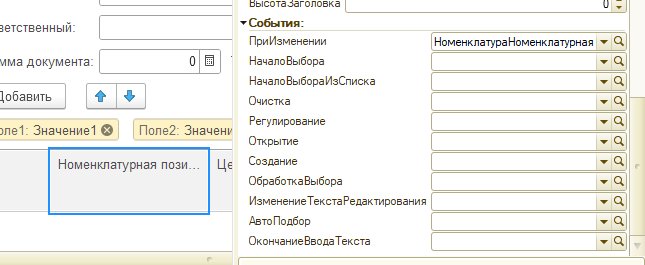 ветственный:
мма документа: 0
Добавить
оле1: Значение1
Поле2: Значени
Номенклатурная пози...
Це
ВысотаЗаголовка 0
События:
ПриИзменении НоменклатураНоменклатурная
НачалоВыбора
НачалоВыбораИзСписка
Очистка
Регулирование
Открытие
Создание
ОбработкаВыбора
ИзменениеТекстаРедактирования
АвтоПодбор
ОкончаниеВводаТекста